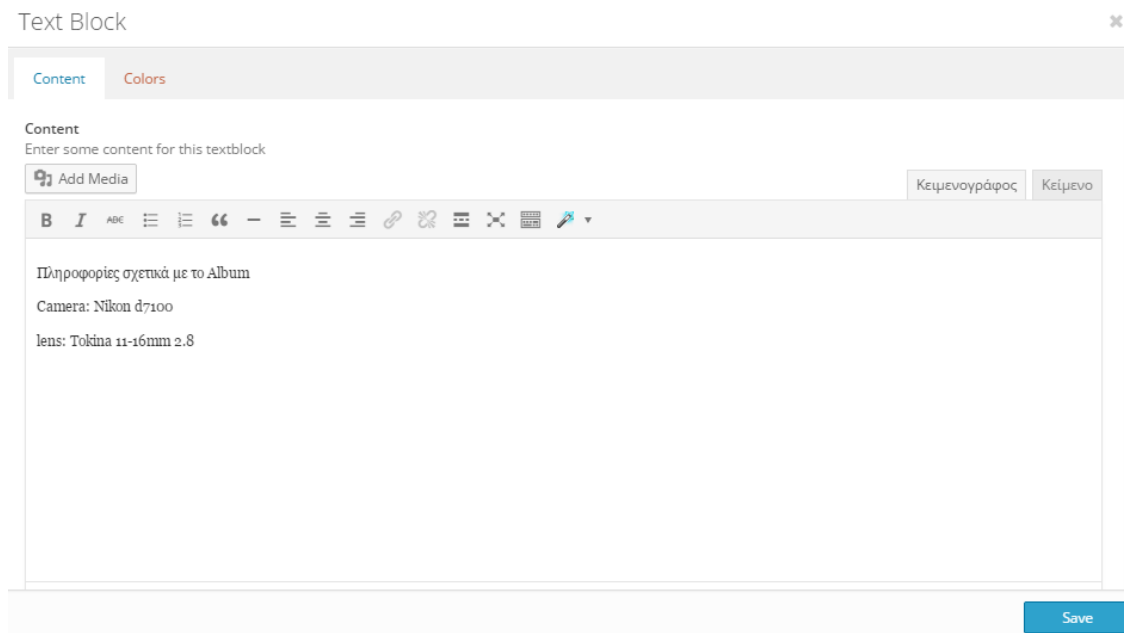 Text Block
Content Colors
Content
Enter some content for this textblock
Add Media
Κειμενογράφος Κείμενο
B I ABC
Πληροφορίες σχετικά με το Album
Camera: Nikon d7100
lens: Tokina 11-16mm 2.8
Save